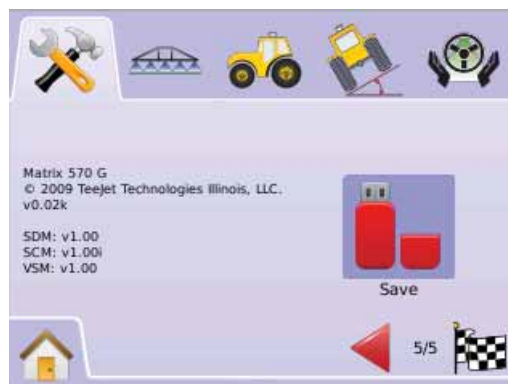 Matrix 570 G
© 2009 TeeJet Technologies Illinois, LLC.
v0.02k
SDM: v1.00
SCM: v1.00i
VSM: v1.00
Save
5/5